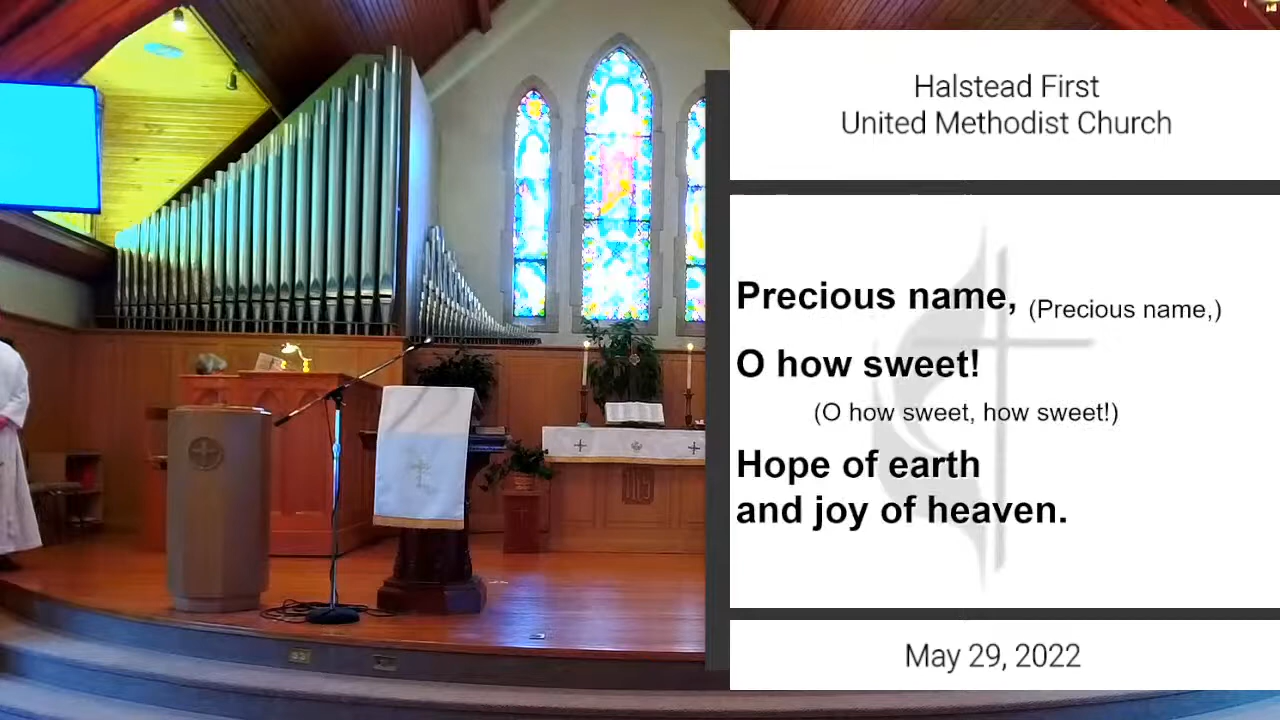 Halstead First
United Methodist Church
Precious name, (Precious name,)
O how sweet!
(O how sweet, how sweet!)
Hope of earth
and joy of heaven.
May 29, 2022